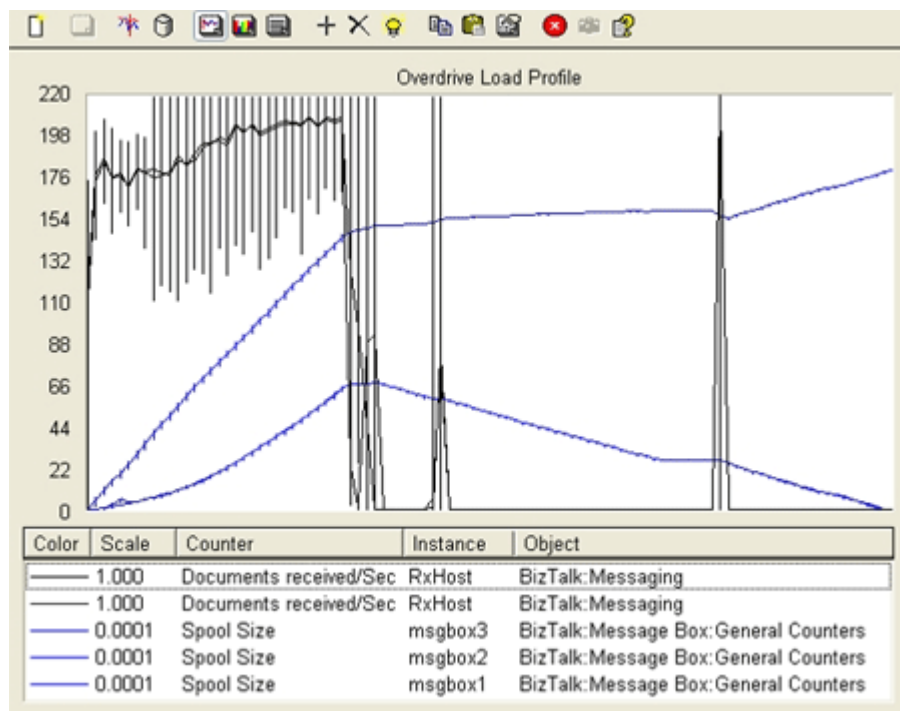 Overdrive Load Profile
220
198
176
154
132
110
88
66
44
22
0
Color Scale Counter Instance Object
1.000 Documents received/Sec RxHost BizTalk:Messaging
1.000 Documents received/Sec RxHost BizTalk:Messaging
0.0001 Spool Size msgbox3 BizTalk:Message Box:General Counters
0.0001 Spool Size msgbox2 BizTalk:Message Box:General Counters
0.0001 Spool Size msgbox1 BizTalk:Message Box:General Counters